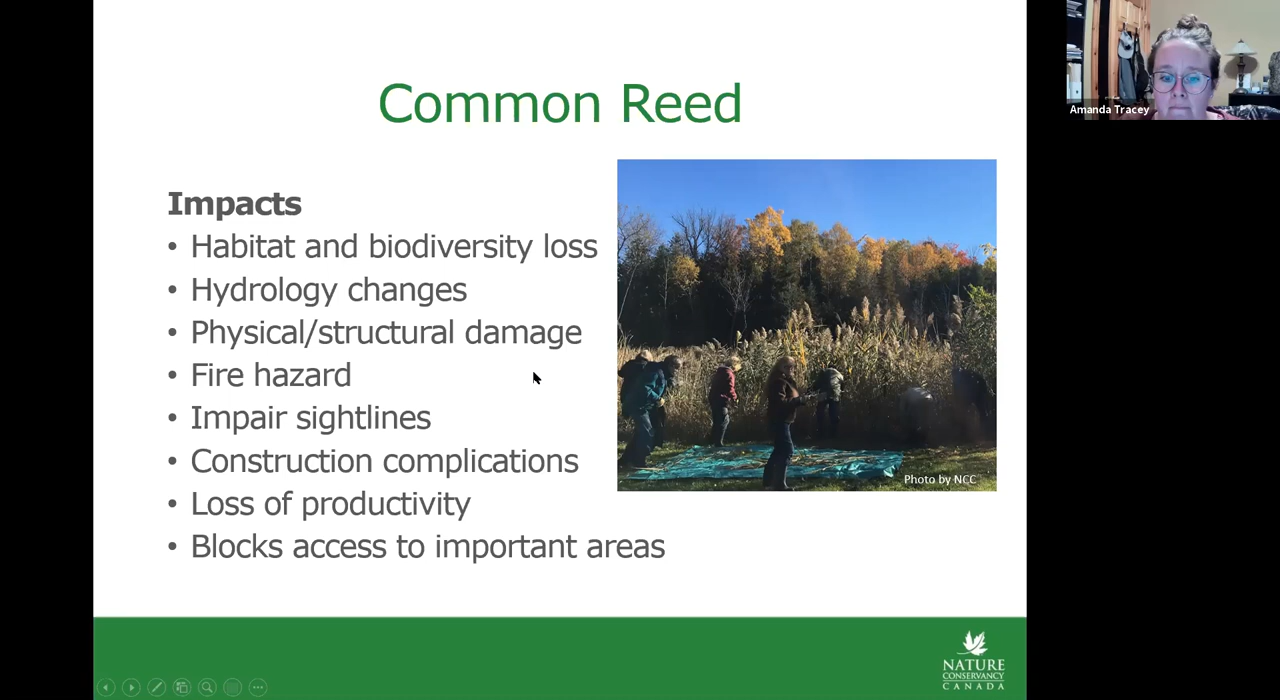 Common Reed
Impacts
• Habitat and biodiversity loss
• Hydrology changes
• Physical/structural damage
• Fire hazard
• Impair sightlines
• Construction complications
• Loss of productivity
• Blocks access to important areas
Photo by NCC
NATURE
CONSERVANCY
CANADA
Amanda Tracey